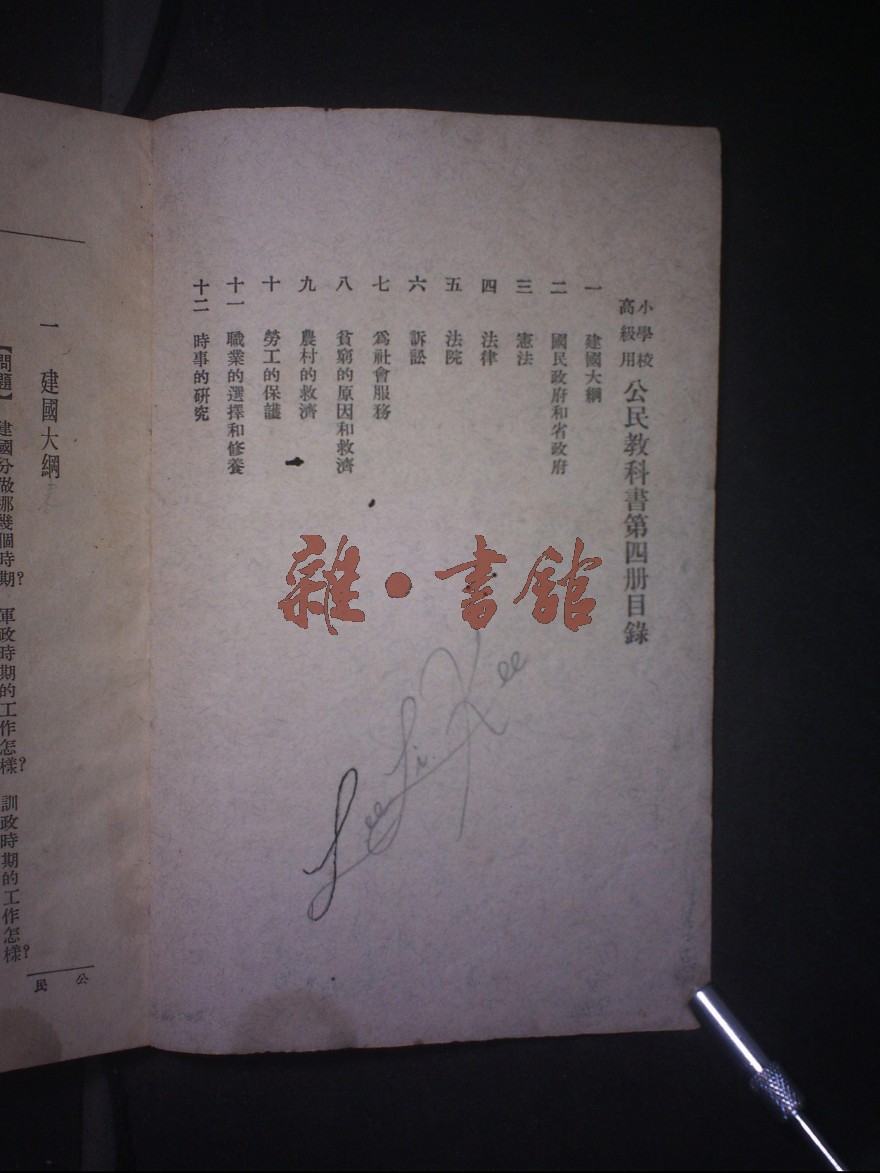 小學校高級用 公民教科書第四册目錄
一 建國大綱
二 國民政府和省政府
三 憲法
四 法律
五 法院
六 訴訟
七 爲社會服務
八 貧窮的原因和救濟
九 農村的救濟
十 勞工的保護
十一 職業的選擇和修養
十二 時事的研究
雜·書館
Lee Li Kee
一 建國大綱
【問題】 建國分做那幾個時期？ 軍政時期的工作怎樣？ 訓政時期的工作怎樣？
公民